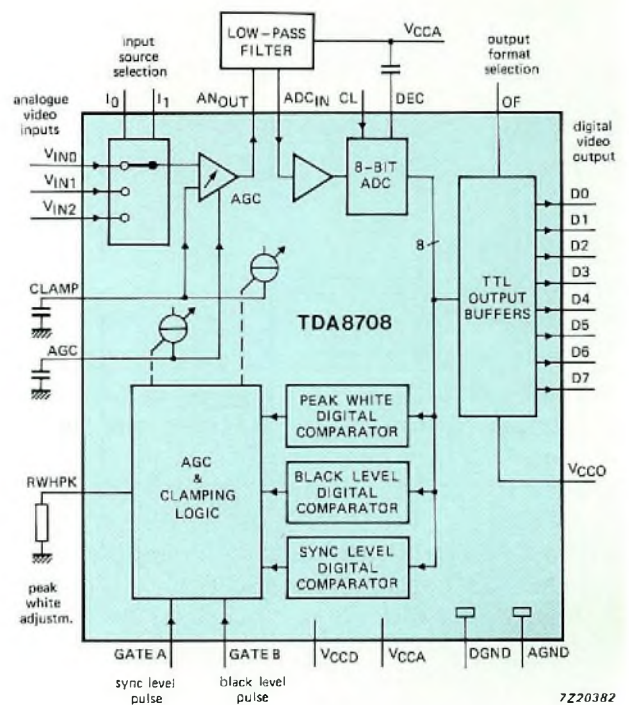 LOW-PASS
FILTER
VCCA
input
source
selection
output
format
selection
I0
I1
ANOUT
ADCIN
CL
DEC
OF
analogue
video
inputs
digital
video
output
VIN0
VIN1
VIN2
AGC
8-BIT
ADC
8
TTL
OUTPUT
BUFFERS
D0
D1
D2
D3
D4
D5
D6
D7
CLAMP
AGC
TDA8708
PEAK WHITE
DIGITAL
COMPARATOR
AGC
&
CLAMPING
LOGIC
BLACK LEVEL
DIGITAL
COMPARATOR
SYNC LEVEL
DIGITAL
COMPARATOR
RWHPK
VCCO
peak
white
adjustm.
GATE A
GATE B
VCCD
VCCA
DGND
AGND
sync level
pulse
black level
pulse
7Z20382